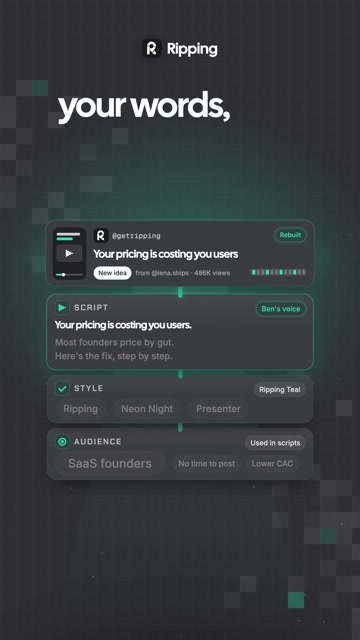 Ripping
your words,
@getripping
Rebuilt
Your pricing is costing you users
New idea from @lena.ships · 486K views
SCRIPT
Ben's voice
Your pricing is costing you users.
Most founders price by gut.
Here's the fix, step by step.
STYLE
Ripping Teal
Ripping Neon Night Presenter
AUDIENCE
Used in scripts
SaaS founders No time to post Lower CAC